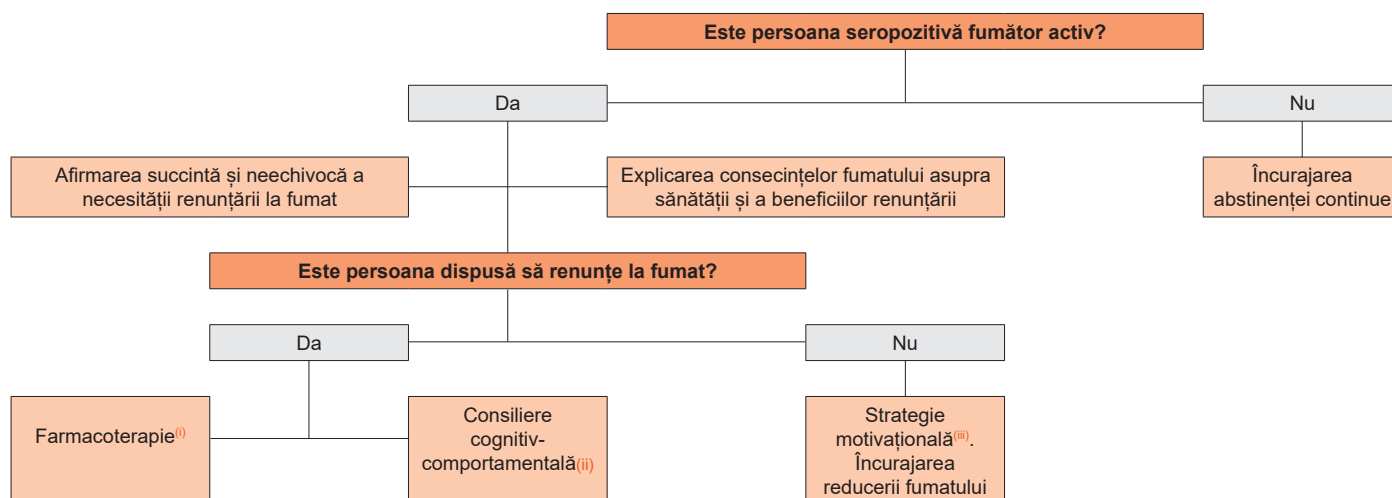 Este persoana seropozitivă fumător activ?
Da
Nu
Afirmarea succintă și neechivocă a
necesității renunțării la fumat
Explicarea consecințelor fumatului asupra
sănătății și a beneficiilor renunțării
Încurajarea
abstinenței continue
Este persoana dispusă să renunțe la fumat?
Da
Nu
Farmacoterapie(i)
Consiliere
cognitiv-
comportamentală(ii)
Strategie
motivațională(iii).
Încurajarea
reducerii fumatului